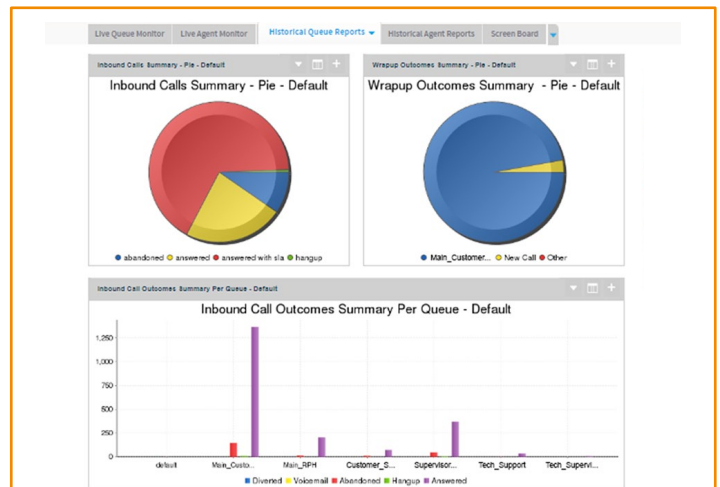 Live Queue Monitor Live Agent Monitor Historical Queue Reports Historical Agent Reports Screen Board
Inbound Calls Summary - Pie - Default
Inbound Calls Summary - Pie - Default
abandoned answered answered with sla hangup
Wrapup Outcomes Summary - Pie - Default
Wrapup Outcomes Summary - Pie - Default
Main_Customer... New Call Other
Inbound Call Outcomes Summary Per Queue - Default
Inbound Call Outcomes Summary Per Queue - Default
1,250
1,000
750
500
250
0
default Main_Custo... Main_RPH Customer_S... Supervisor... Tech_Support Tech_Supervi...
Diverted Voicemail Abandoned Hangup Answered